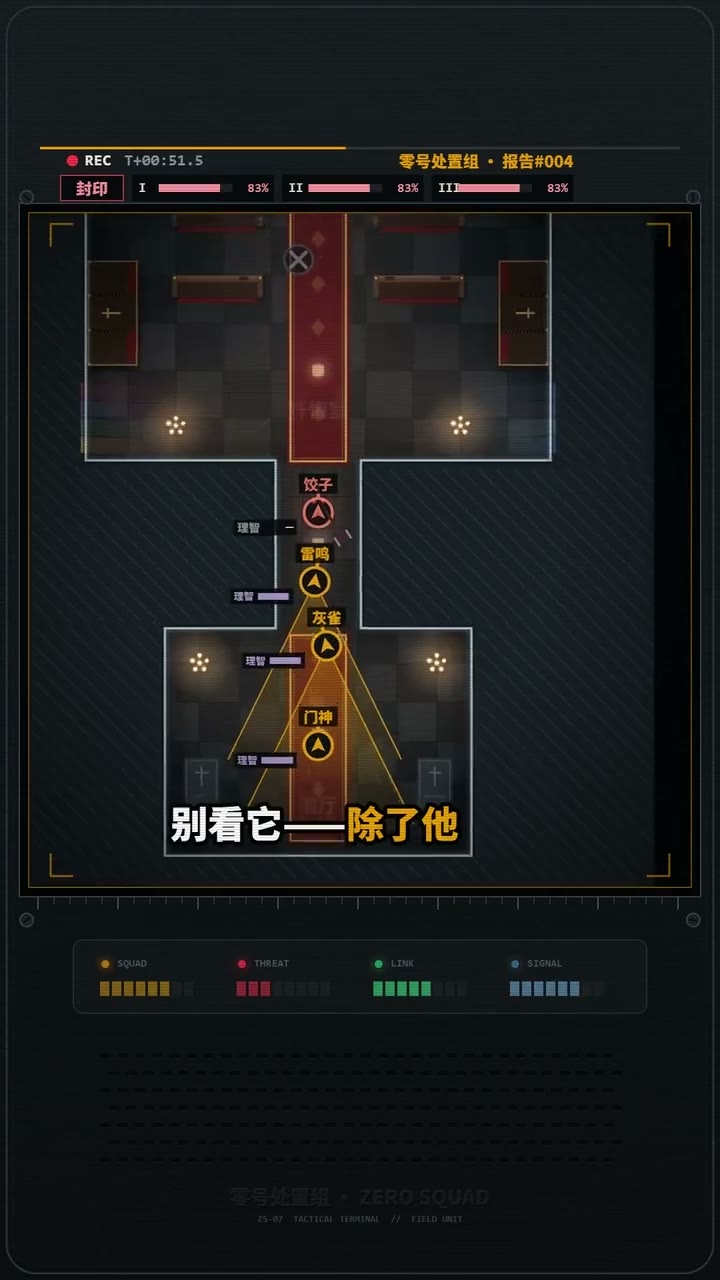 REC T+00:51.5 零号处置组 · 报告#004
封印 I 83% II 83% III 83%
祈祷室
饺子
理智 —
雷鸣
理智
灰雀
理智
门神
理智
别看它——除了他
SQUAD THREAT LINK SIGNAL
零号处置组 · ZERO SQUAD
ZS-07 TACTICAL TERMINAL // FIELD UNIT